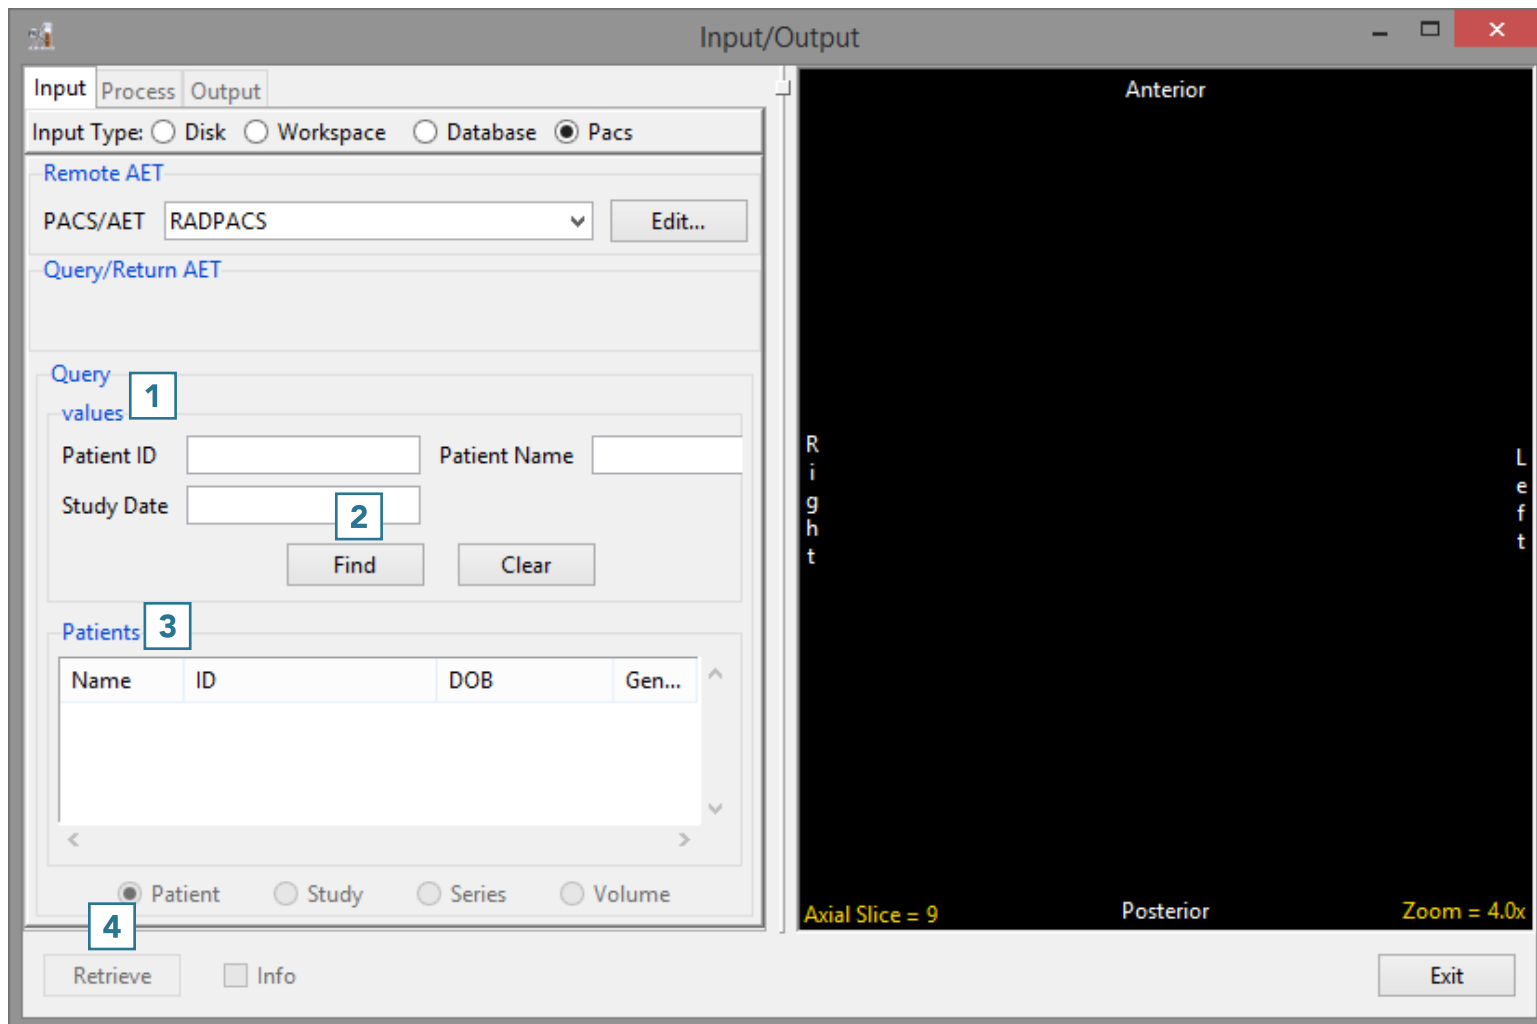 Input/Output
Input Process Output
Input Type: Disk Workspace Database Pacs
Remote AET
PACS/AET RADPACS Edit...
Query/Return AET
Query
1
values
Patient ID Patient Name
Study Date
2
Find Clear
Patients 3
Name ID DOB Gen...
Patient Study Series Volume
4
Retrieve Info
Anterior
Right
Left
Axial Slice = 9 Posterior Zoom = 4.0x
Exit